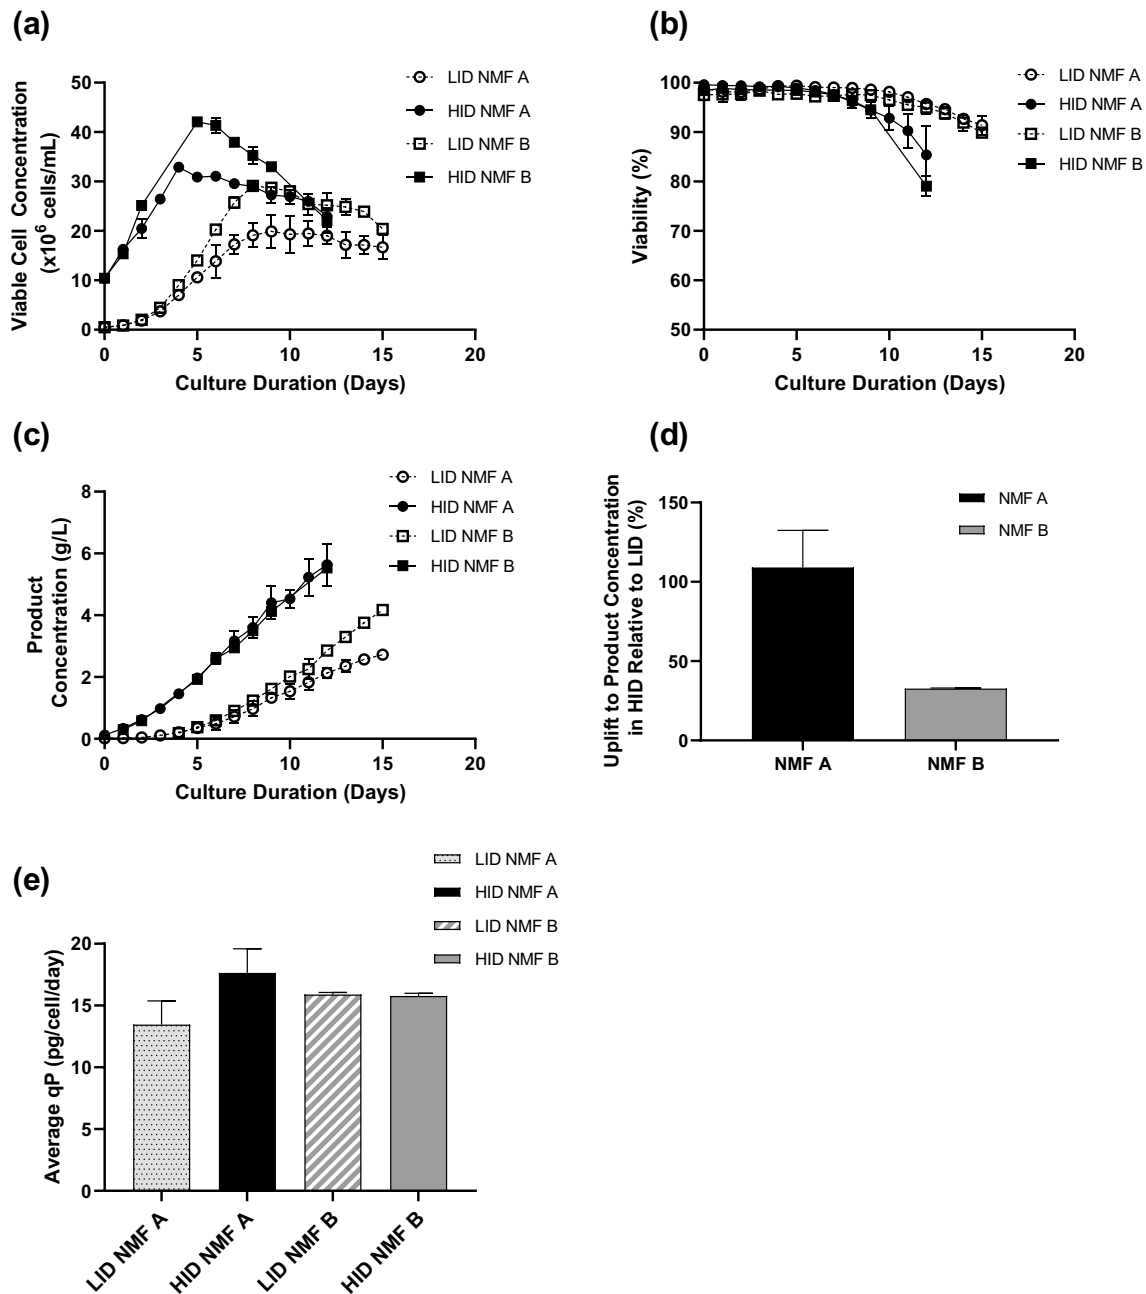 (a)
Viable Cell Concentration
(x10⁶ cells/mL)
50
40
30
20
10
0
0 5 10 15 20
Culture Duration (Days)
LID NMF A
HID NMF A
LID NMF B
HID NMF B
(b)
Viability (%)
100
90
80
70
60
50
0 5 10 15 20
Culture Duration (Days)
LID NMF A
HID NMF A
LID NMF B
HID NMF B
(c)
Product
Concentration (g/L)
8
6
4
2
0
0 5 10 15 20
Culture Duration (Days)
LID NMF A
HID NMF A
LID NMF B
HID NMF B
(d)
Uplift to Product Concentration
in HID Relative to LID (%)
150
100
50
0
NMF A NMF B
NMF A
NMF B
(e)
Average qP (pg/cell/day)
20
15
10
5
0
LID NMF A
HID NMF A
LID NMF B
HID NMF B
LID NMF A
HID NMF A
LID NMF B
HID NMF B